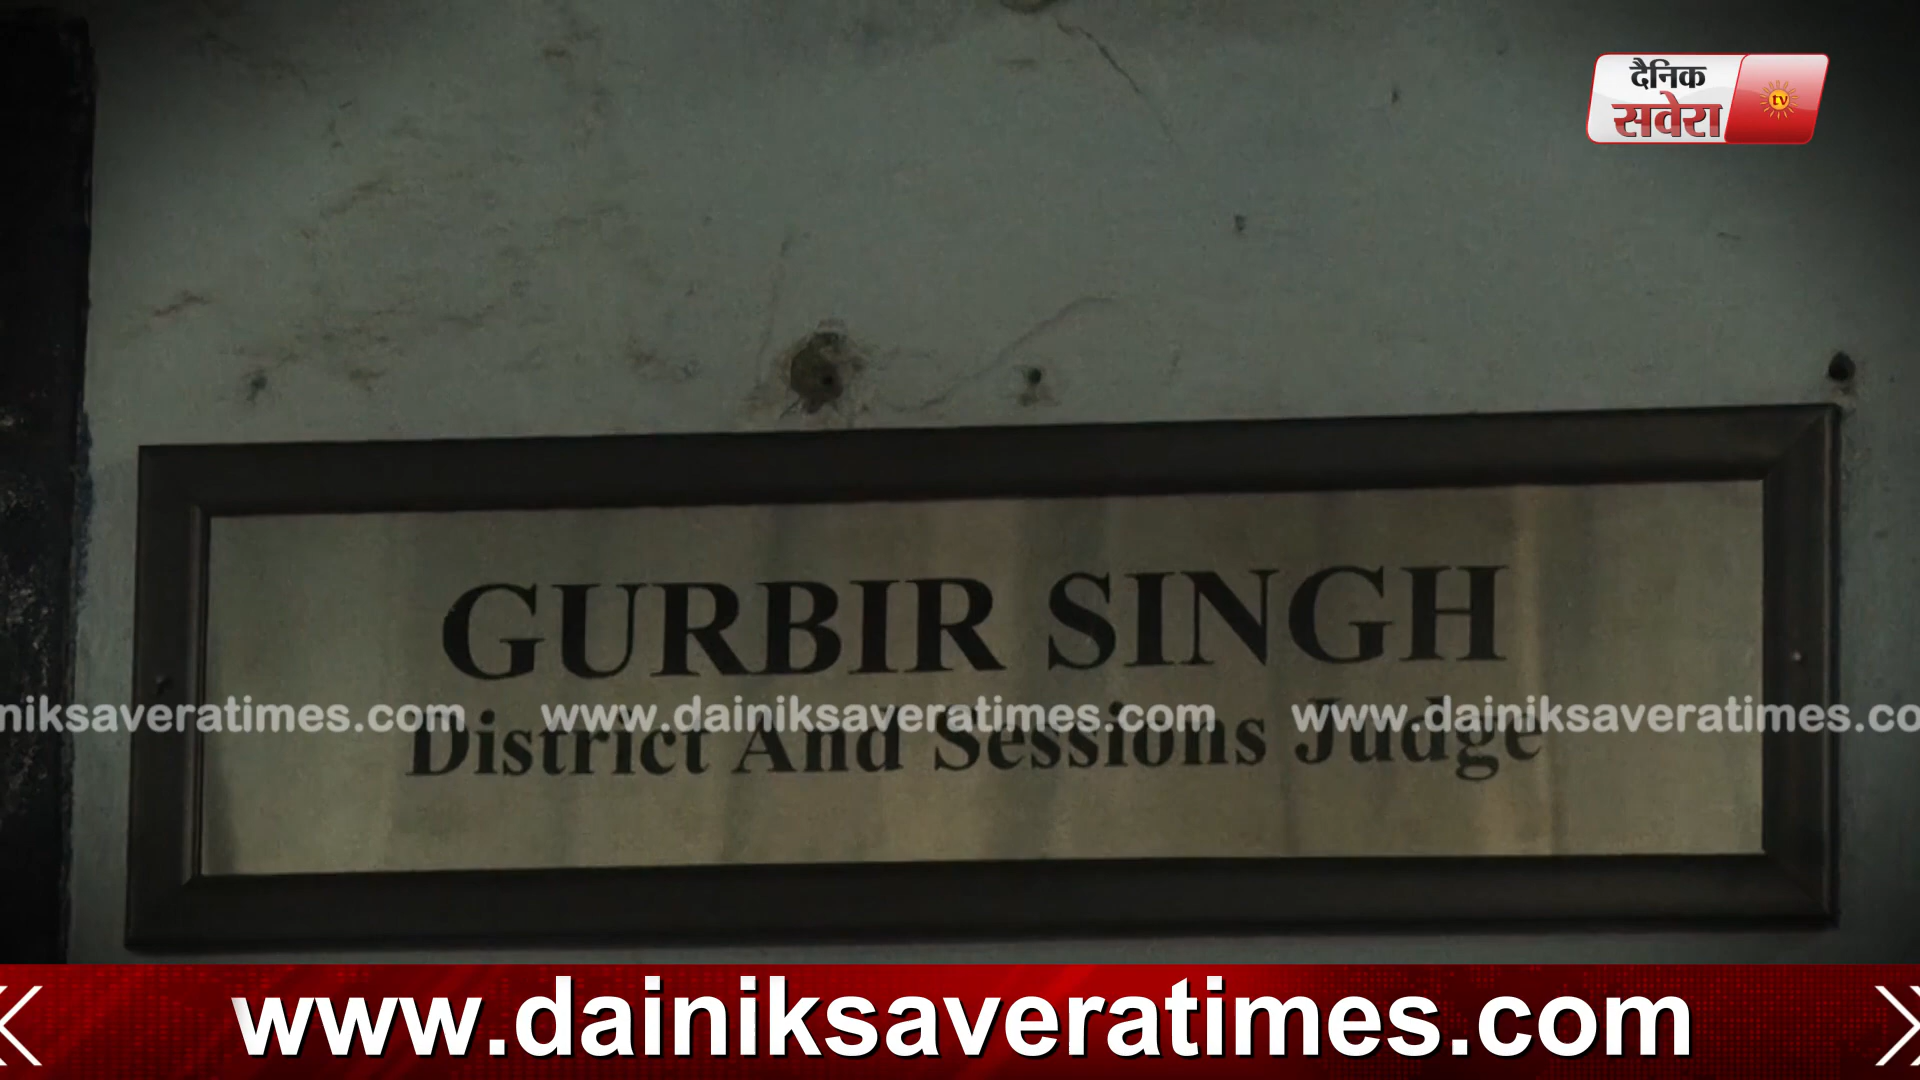 दैनिक
सवेरा
tv
GURBIR SINGH
niksaveratimes.com www.dainiksaveratimes.com www.dainiksaveratimes.co
District And Sessions Judge
www.dainiksaveratimes.com